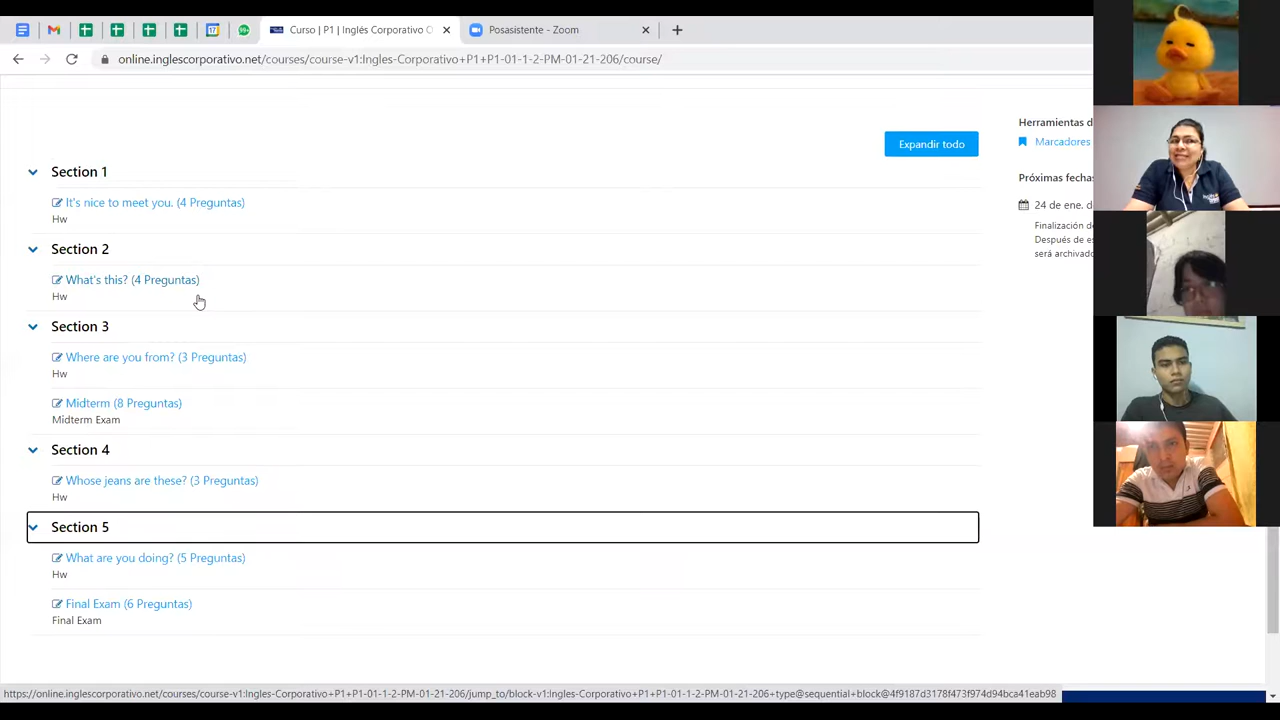 Curso | P1 | Inglés Corporativo O
Posasistente - Zoom
online.inglescorporativo.net/courses/course-v1:Ingles-Corporativo+P1+P1-01-1-2-PM-01-21-206/course/
Expandir todo
Herramientas d
Marcadores
Próximas fechas
24 de ene. d
Finalización de
Después de es
será archivado
Section 1
It's nice to meet you. (4 Preguntas)
Hw
Section 2
What's this? (4 Preguntas)
Hw
Section 3
Where are you from? (3 Preguntas)
Hw
Midterm (8 Preguntas)
Midterm Exam
Section 4
Whose jeans are these? (3 Preguntas)
Hw
Section 5
What are you doing? (5 Preguntas)
Hw
Final Exam (6 Preguntas)
Final Exam
https://online.inglescorporativo.net/courses/course-v1:Ingles-Corporativo+P1+P1-01-1-2-PM-01-21-206/jump_to/block-v1:Ingles-Corporativo+P1+P1-01-1-2-PM-01-21-206+type@sequential+block@4f9187d3178f473f974d94bca41eab98